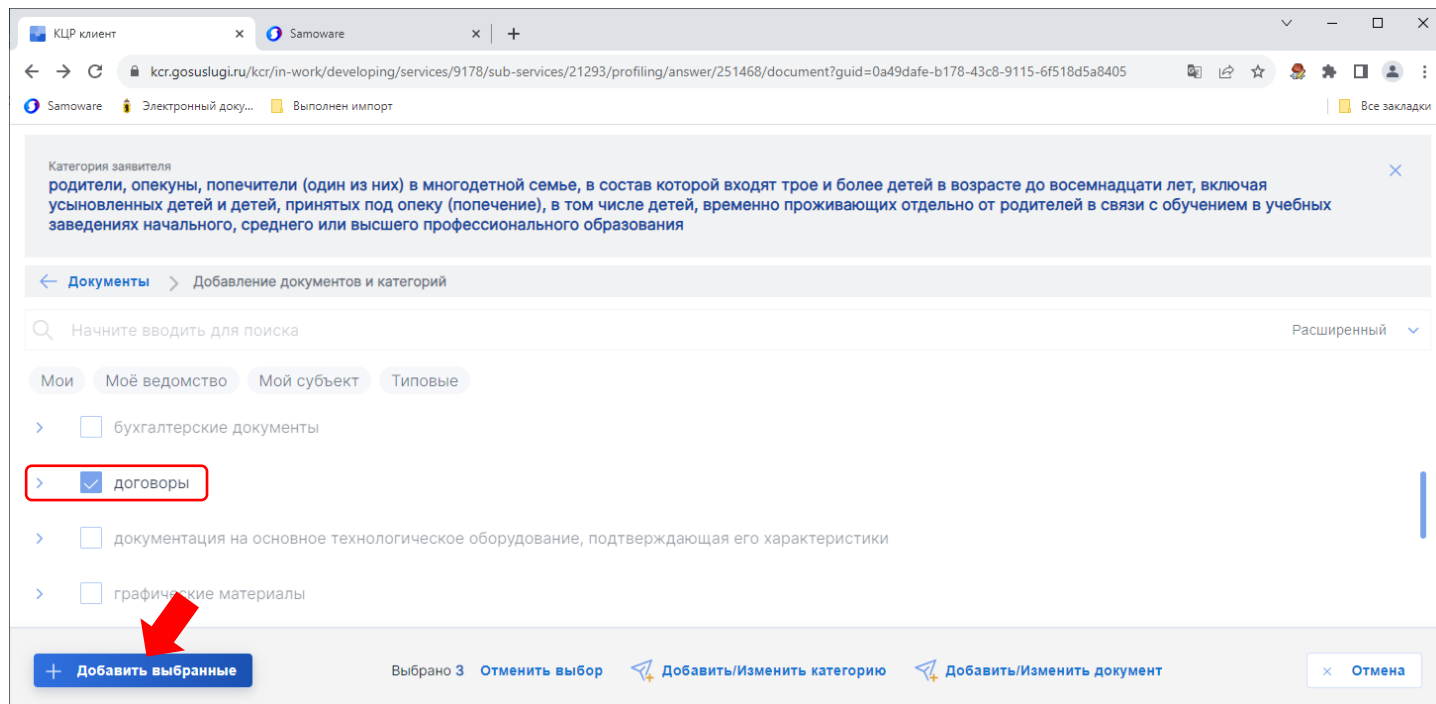 КЦР клиент
Samoware
kcr.gosuslugi.ru/kcr/in-work/developing/services/9178/sub-services/21293/profiling/answer/251468/document?guid=0a49dafe-b178-43c8-9115-6f518d5a8405
Samoware Электронный доку... Выполнен импорт Все закладки
Категория заявителя
родители, опекуны, попечители (один из них) в многодетной семье, в состав которой входят трое и более детей в возрасте до восемнадцати лет, включая
усыновленных детей и детей, принятых под опеку (попечение), в том числе детей, временно проживающих отдельно от родителей в связи с обучением в учебных
заведениях начального, среднего или высшего профессионального образования
Документы Добавление документов и категорий
Начните вводить для поиска Расширенный
Мои Моё ведомство Мой субъект Типовые
бухгалтерские документы
договоры
документация на основное технологическое оборудование, подтверждающая его характеристики
графические материалы
Добавить выбранные Выбрано 3 Отменить выбор Добавить/Изменить категорию Добавить/Изменить документ Отмена